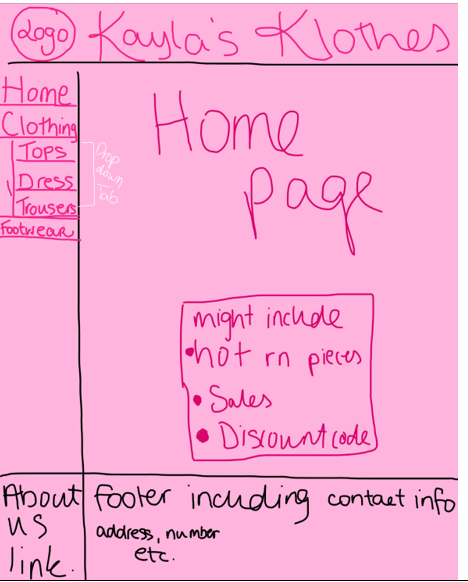 Logo
Kayla's Klothes
Home
Clothing
Tops
Dress
Trousers
Footwear
Drop
down
Tab
Home
page
might include
• hot rn pieces
• Sales
• Discount code
About
us
link.
footer including contact info
address, number
etc.